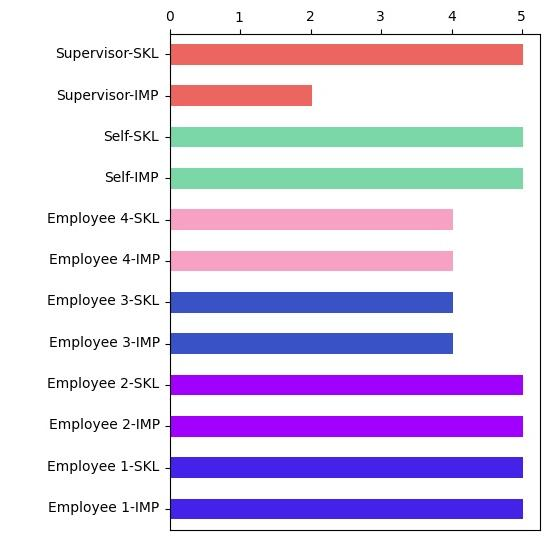 0 1 2 3 4 5
Supervisor-SKL
Supervisor-IMP
Self-SKL
Self-IMP
Employee 4-SKL
Employee 4-IMP
Employee 3-SKL
Employee 3-IMP
Employee 2-SKL
Employee 2-IMP
Employee 1-SKL
Employee 1-IMP